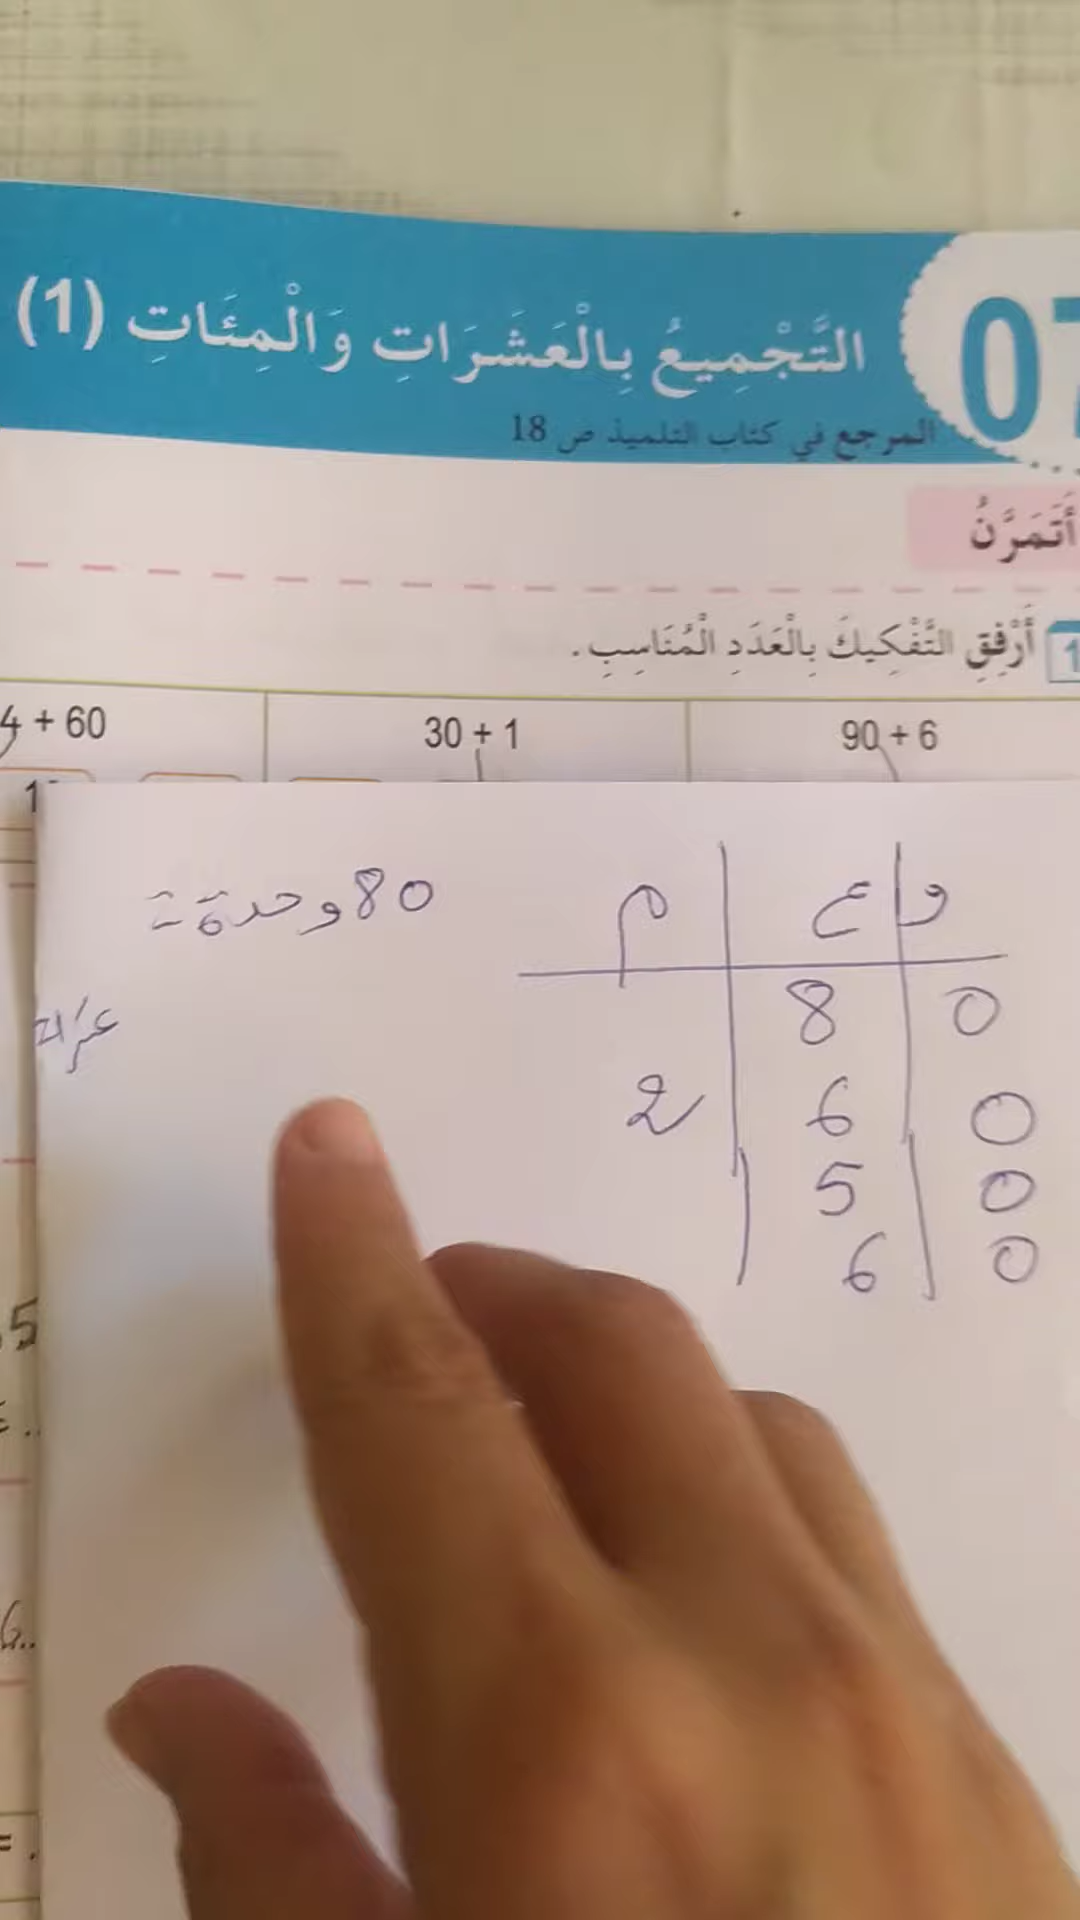 07 التَّجْمِيعُ بِالْعَشَرَاتِ وَالْمِئَاتِ (1)
المرجع في كتاب التلميذ ص 18
أَتَمَرَّنُ
1 أَرْفِقِ التَّفْكِيكَ بِالْعَدَدِ الْمُنَاسِبِ.
90 + 6
30 + 1
4 + 60
و ع م
0 8
80 وحدة =
0 6 2
0 5
0 6
5